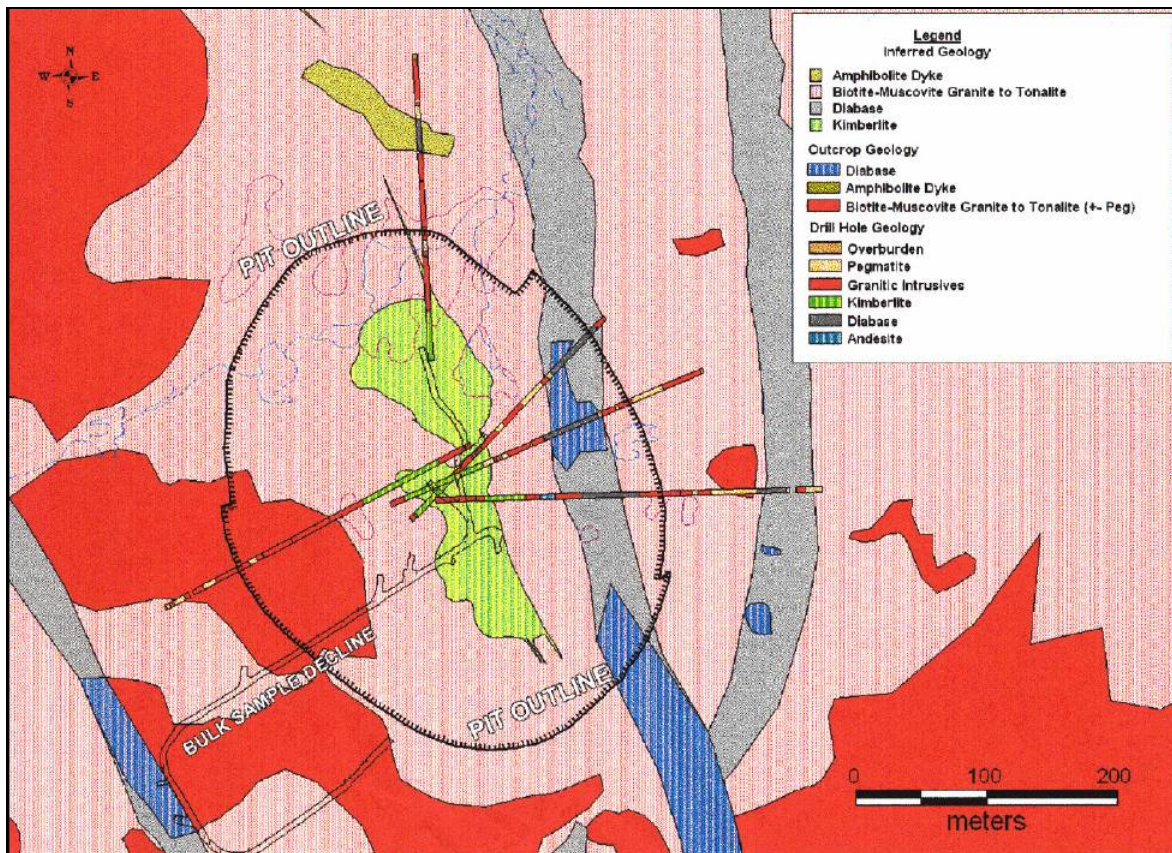 N
W E
S
Legend
Inferred Geology
Amphibolite Dyke
Biotite-Muscovite Granite to Tonalite
Diabase
Kimberlite
Outcrop Geology
Diabase
Amphibolite Dyke
Biotite-Muscovite Granite to Tonalite (+- Peg)
Drill Hole Geology
Overburden
Pegmatite
Granitic Intrusives
Kimberlite
Diabase
Andesite
PIT OUTLINE
BULK SAMPLE DECLINE
PIT OUTLINE
0 100 200
meters